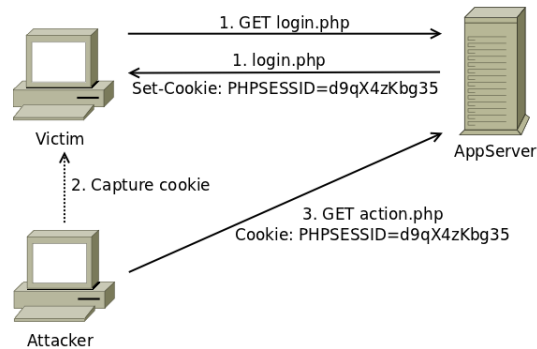 1. GET login.php
1. login.php
Set-Cookie: PHPSESSID=d9qX4zKbg35
Victim
AppServer
2. Capture cookie
3. GET action.php
Cookie: PHPSESSID=d9qX4zKbg35
Attacker